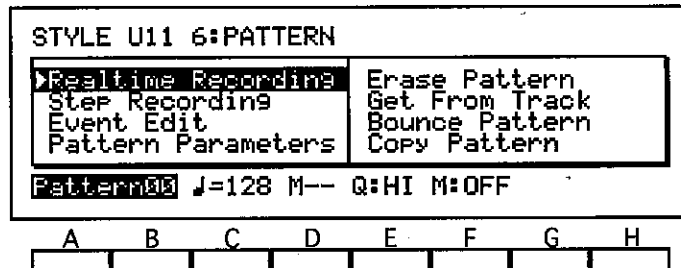 STYLE U11 6:PATTERN
Realtime Recording
Step Recording
Event Edit
Pattern Parameters
Erase Pattern
Get From Track
Bounce Pattern
Copy Pattern
Pattern00 ♩=128 M-- Q:HI M:OFF
A B C D E F G H